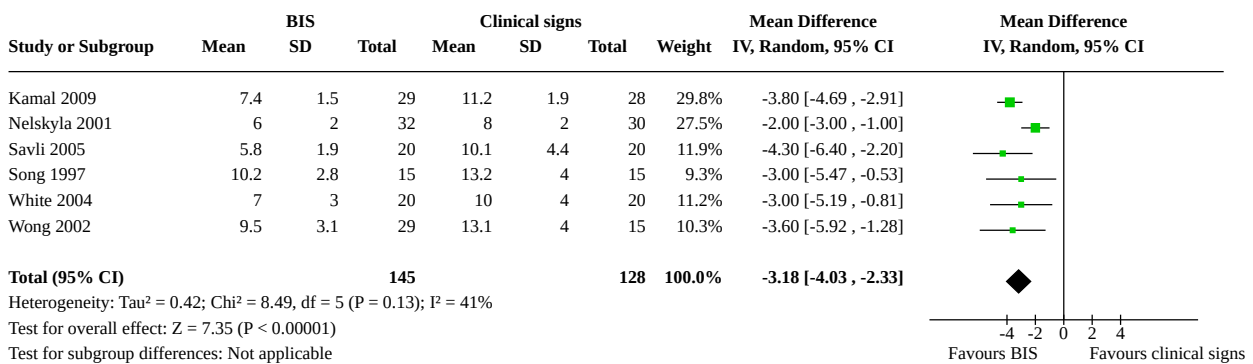 BIS Clinical signs Mean Difference Mean Difference
Study or Subgroup Mean SD Total Mean SD Total Weight IV, Random, 95% CI IV, Random, 95% CI
Kamal 2009 7.4 1.5 29 11.2 1.9 28 29.8% -3.80 [-4.69 , -2.91]
Nelskyla 2001 6 2 32 8 2 30 27.5% -2.00 [-3.00 , -1.00]
Savli 2005 5.8 1.9 20 10.1 4.4 20 11.9% -4.30 [-6.40 , -2.20]
Song 1997 10.2 2.8 15 13.2 4 15 9.3% -3.00 [-5.47 , -0.53]
White 2004 7 3 20 10 4 20 11.2% -3.00 [-5.19 , -0.81]
Wong 2002 9.5 3.1 29 13.1 4 15 10.3% -3.60 [-5.92 , -1.28]
Total (95% CI) 145 128 100.0% -3.18 [-4.03 , -2.33]
Heterogeneity: Tau² = 0.42; Chi² = 8.49, df = 5 (P = 0.13); I² = 41%
Test for overall effect: Z = 7.35 (P < 0.00001)
-4 -2 0 2 4
Test for subgroup differences: Not applicable Favours BIS Favours clinical signs